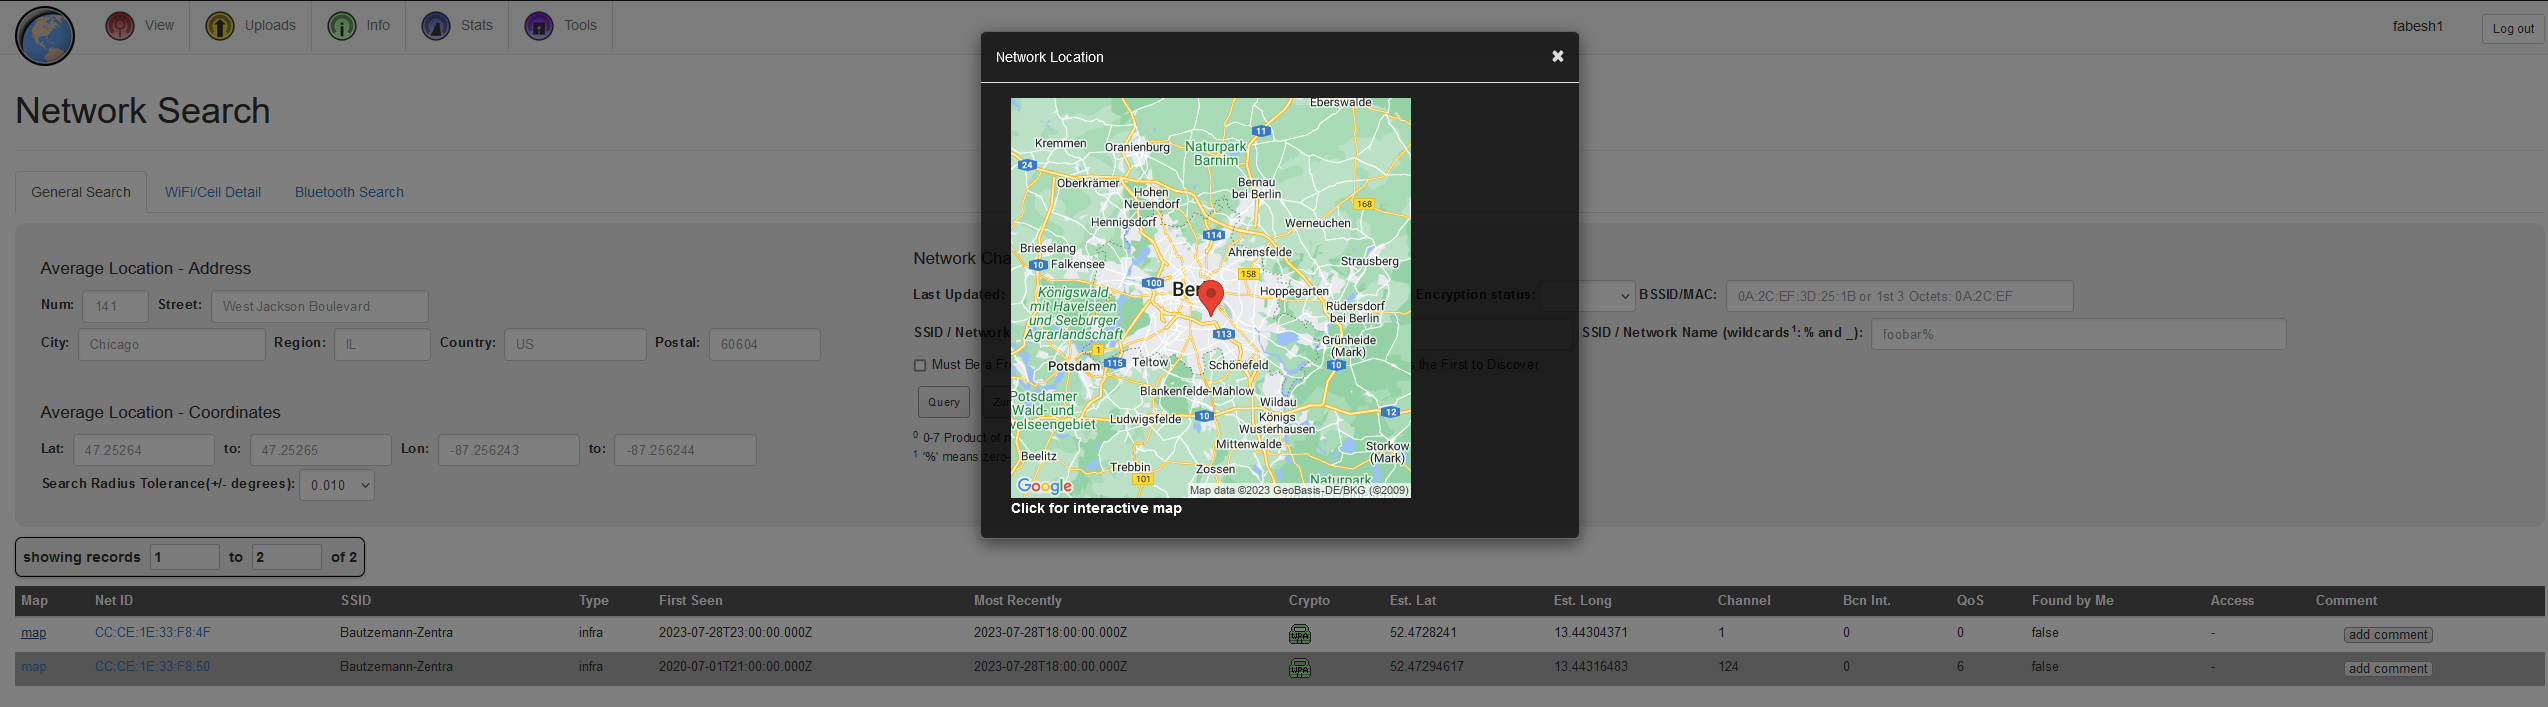 View Uploads Info Stats Tools fabesh1 Log out
Network Location ✖
Network Search
General Search WiFi/Cell Detail Bluetooth Search
Average Location - Address
Num: 141 Street: West Jackson Boulevard
City: Chicago Region: IL Country: US Postal: 60604
Average Location - Coordinates
Lat: 47.25264 to: 47.25265 Lon: -87.256243 to: -87.256244
Search Radius Tolerance(+/- degrees): 0.010
Network Cha
Last Updated: Encryption status: BSSID/MAC: 0A:2C:EF:3D:25:1B or 1st 3 Octets: 0A:2C:EF
SSID / Network SSID / Network Name (wildcards¹: % and _): foobar%
Must Be a Fr s the First to Discover
Query
⁰ 0-7 Product of
¹ '%' means zero-
Eberswalde
11
Kremmen
Oranienburg
Naturpark
Barnim
24
Oberkrämer
Hohen
Neuendorf
Bernau
bei Berlin
168
Hennigsdorf
Werneuchen
114
Brieselang
Ahrensfelde
10
Falkensee
Strausberg
158
100
Ber
Hoppegarten
Königswald
mit Havelseen
und Seeburger
Agrarlandschaft
Rüdersdorf
bei Berlin
113
Grünheide
(Mark)
1
Potsdam
115
Teltow
Schönefeld
10
Blankenfelde-Mahlow
Potsdamer
Wald- und
velseengebiet
Wildau
12
Ludwigsfelde
10
Königs
Wusterhausen
Mittenwalde
Storkow
(Mark)
Beelitz
Trebbin
Zossen
101
Naturpark
Google
Map data ©2023 GeoBasis-DE/BKG (©2009)
Click for interactive map
showing records 1 to 2 of 2
Map Net ID SSID Type First Seen Most Recently Crypto Est. Lat Est. Long Channel Bcn Int. QoS Found by Me Access Comment
map CC:CE:1E:33:F8:4F Bautzemann-Zentra infra 2023-07-28T23:00:00.000Z 2023-07-28T18:00:00.000Z WPA 52.4728241 13.44304371 1 0 0 false - add comment
map CC:CE:1E:33:F8:50 Bautzemann-Zentra infra 2020-07-01T21:00:00.000Z 2023-07-28T18:00:00.000Z WPA 52.47294617 13.44316483 124 0 6 false - add comment